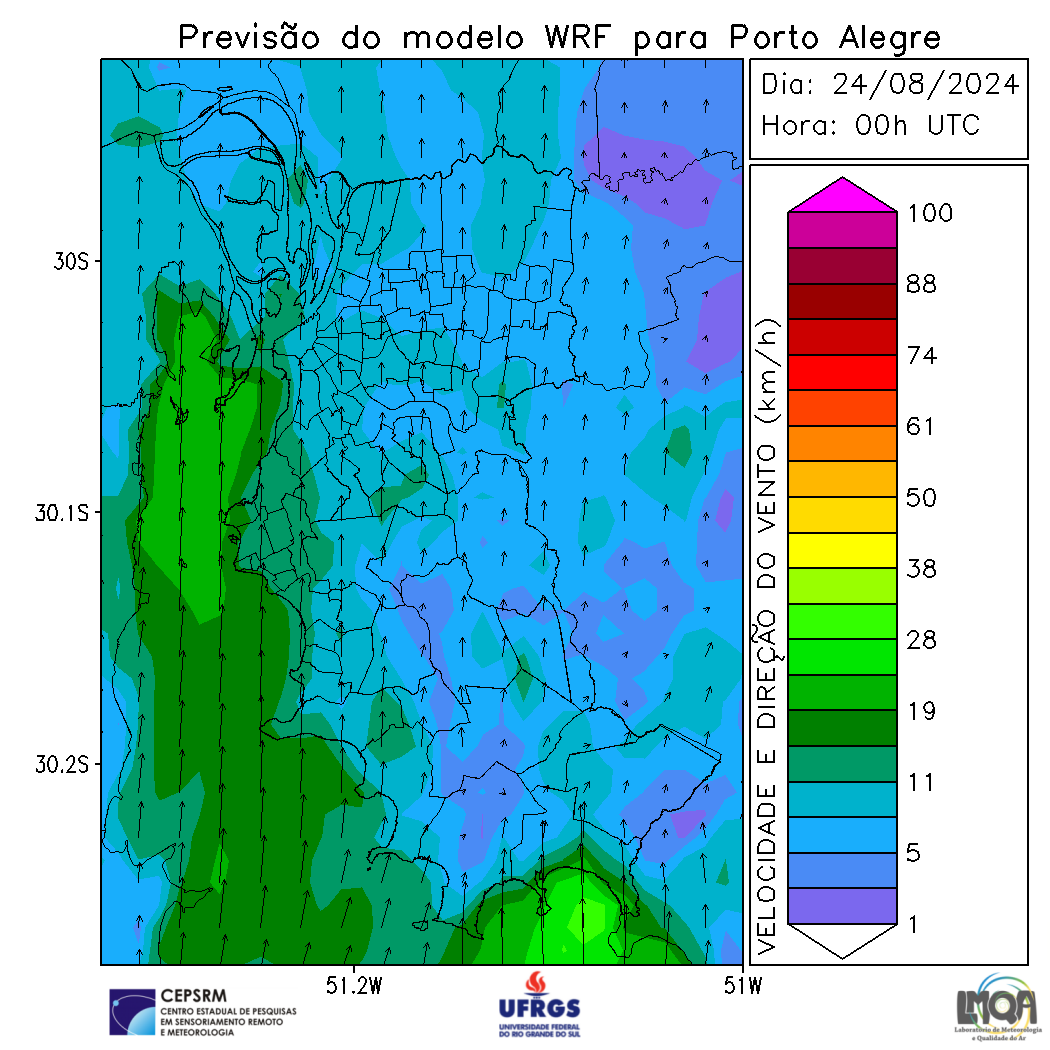 Previsão do modelo WRF para Porto Alegre
Dia: 24/08/2024
Hora: 00h UTC
30S
30.1S
30.2S
51.2W
51W
VELOCIDADE E DIREÇÃO DO VENTO (km/h)
100
88
74
61
50
38
28
19
11
5
1
CEPSRM
CENTRO ESTADUAL DE PESQUISAS
EM SENSORIAMENTO REMOTO
E METEOROLOGIA
UFRGS
UNIVERSIDADE FEDERAL
DO RIO GRANDE DO SUL
LMQA
Laboratório de Meteorologia
e Qualidade do Ar